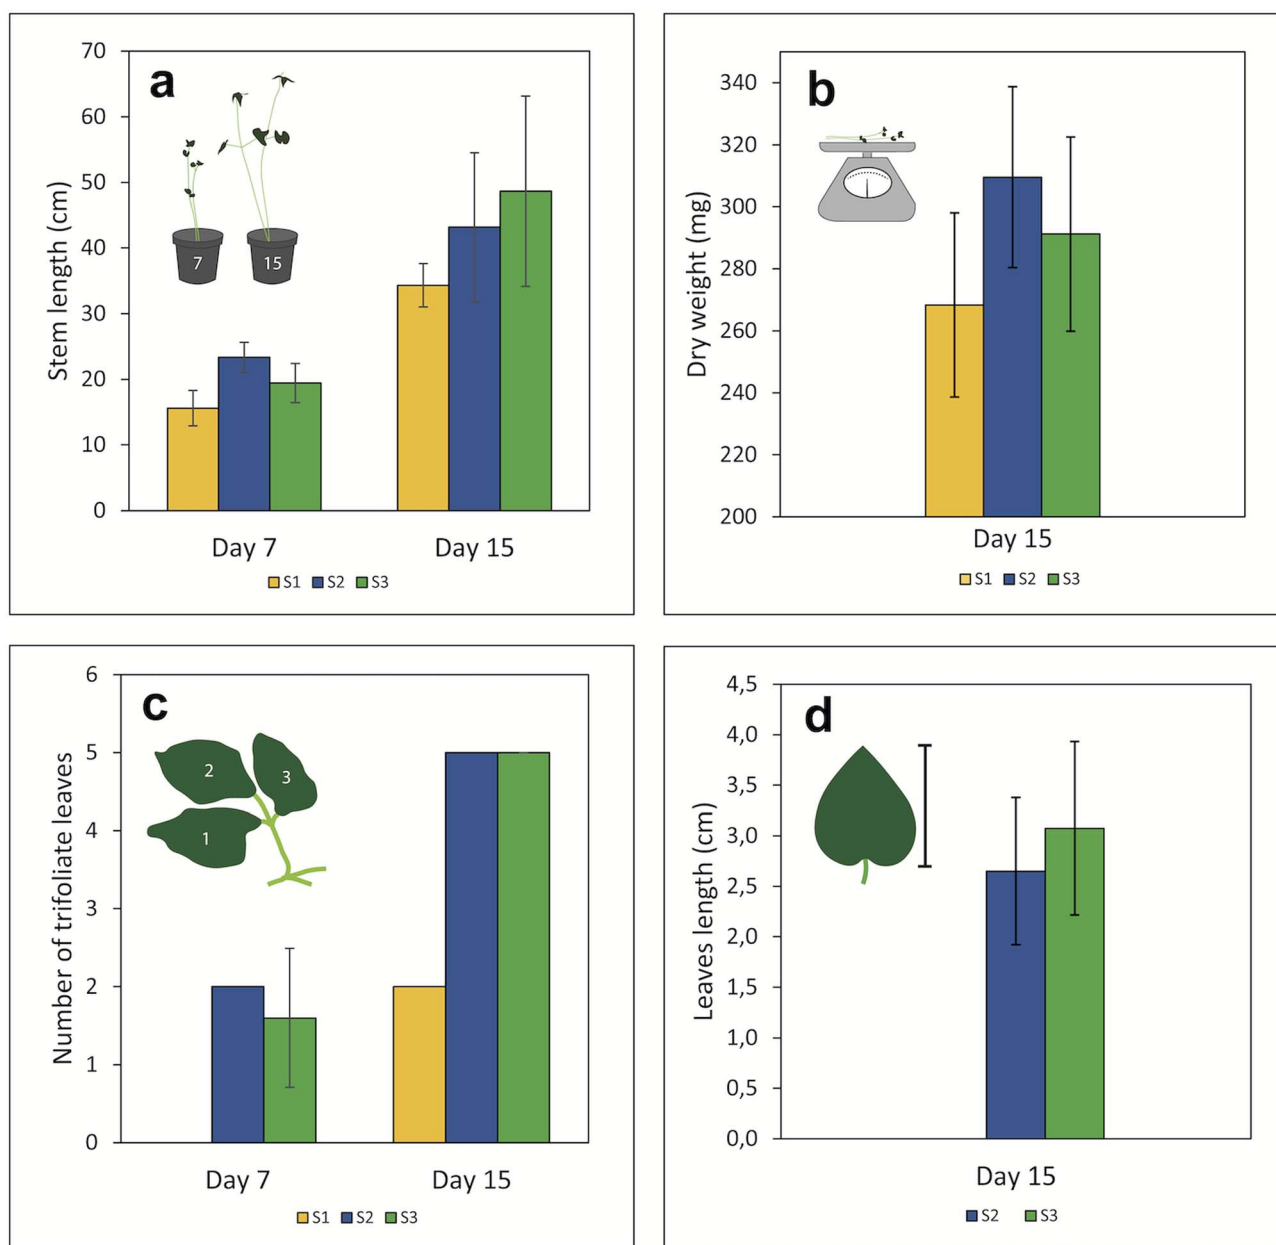 a
70
60
50
40
30
20
10
0
Stem length (cm)
7 15
Day 7 Day 15
S1 S2 S3
b
340
320
300
280
260
240
220
200
Dry weight (mg)
Day 15
S1 S2 S3
c
6
5
4
3
2
1
0
Number of trifoliate leaves
2 3
1
Day 7 Day 15
S1 S2 S3
d
4,5
4,0
3,5
3,0
2,5
2,0
1,5
1,0
0,5
0,0
Leaves length (cm)
Day 15
S2 S3